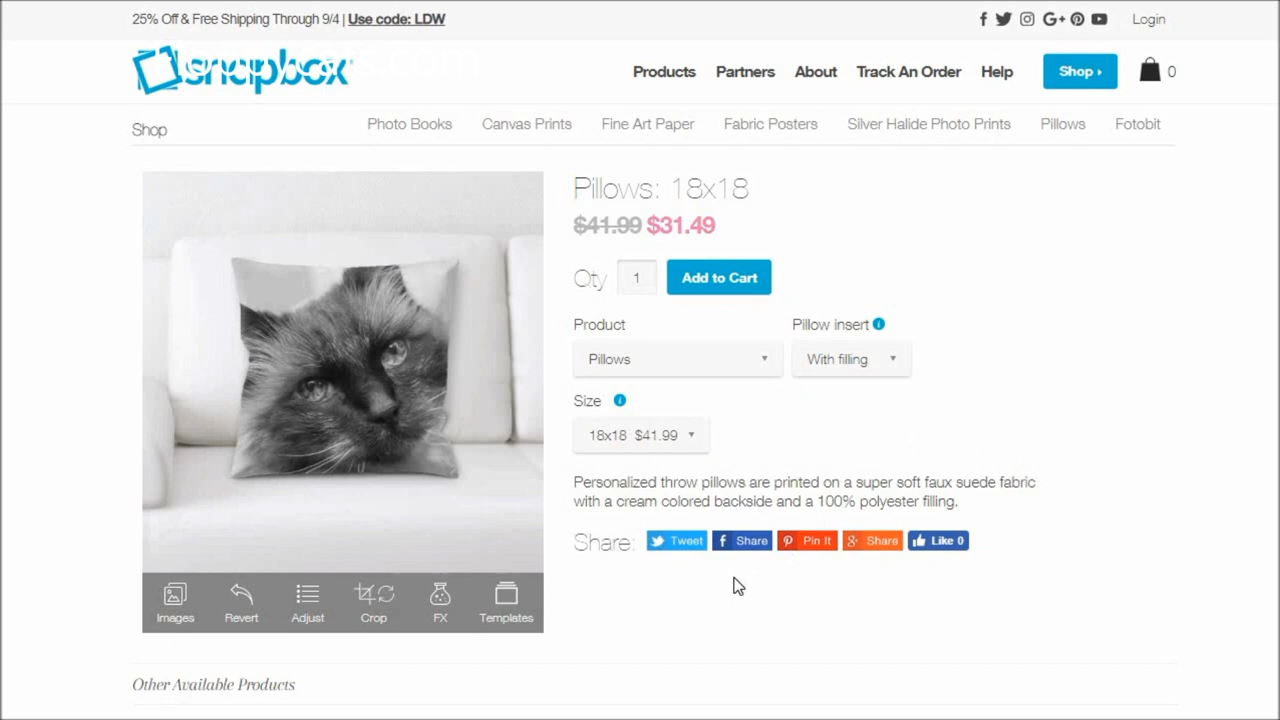 25% Off & Free Shipping Through 9/4 | Use code: LDW
Login
snapbox
Products Partners About Track An Order Help Shop › 0
Shop
Photo Books Canvas Prints Fine Art Paper Fabric Posters Silver Halide Photo Prints Pillows Fotobit
Pillows: 18x18
$41.99 $31.49
Qty 1 Add to Cart
Product Pillow insert i
Pillows With filling
Size i
18x18 $41.99
Personalized throw pillows are printed on a super soft faux suede fabric
with a cream colored backside and a 100% polyester filling.
Share: Tweet Share Pin It Share Like 0
Images Revert Adjust Crop FX Templates
Other Available Products